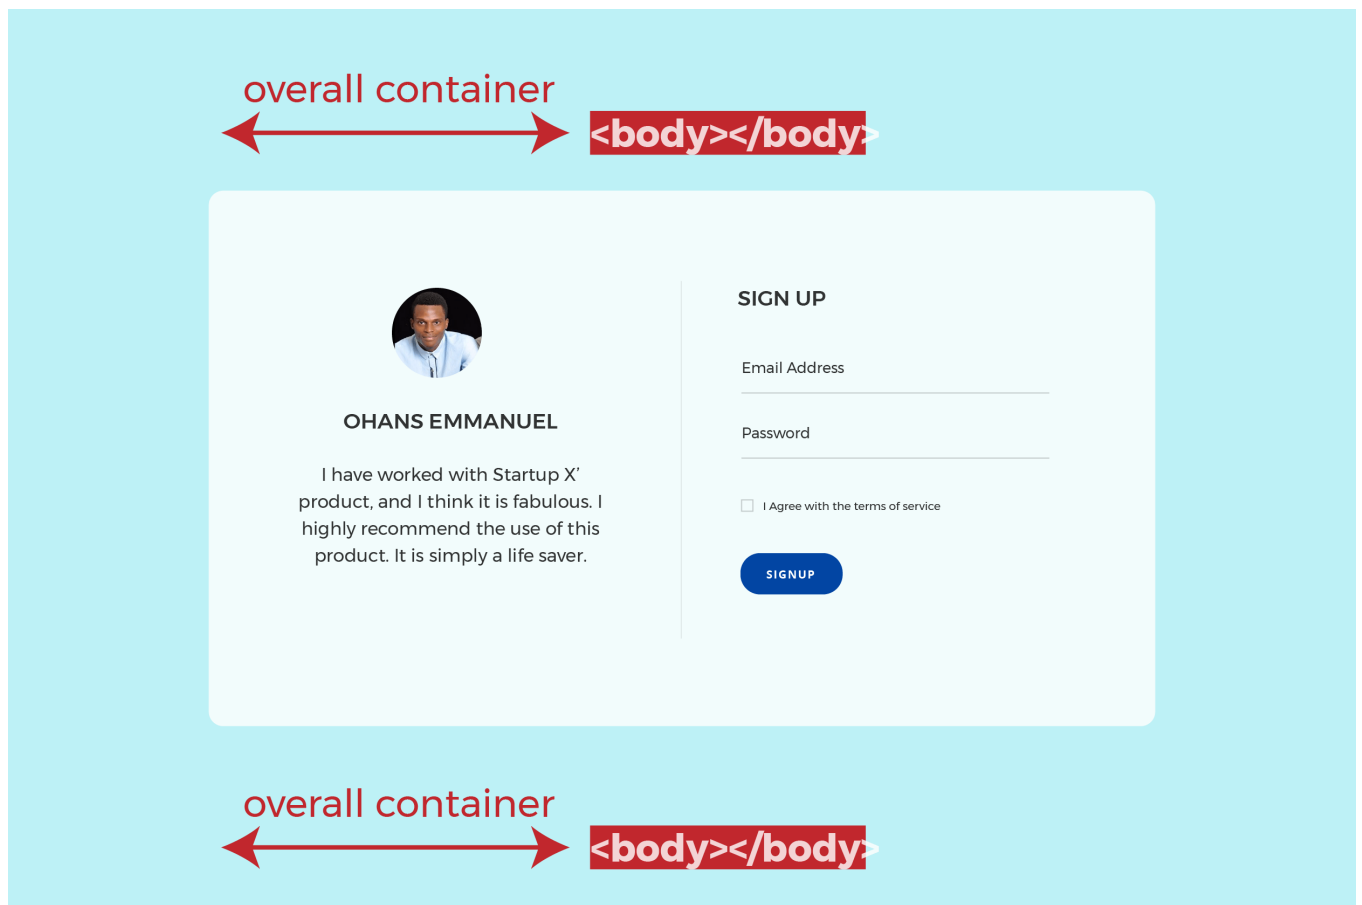 overall container
<body></body>
OHANS EMMANUEL
I have worked with Startup X’
product, and I think it is fabulous. I
highly recommend the use of this
product. It is simply a life saver.
SIGN UP
Email Address
Password
I Agree with the terms of service
SIGNUP
overall container
<body></body>